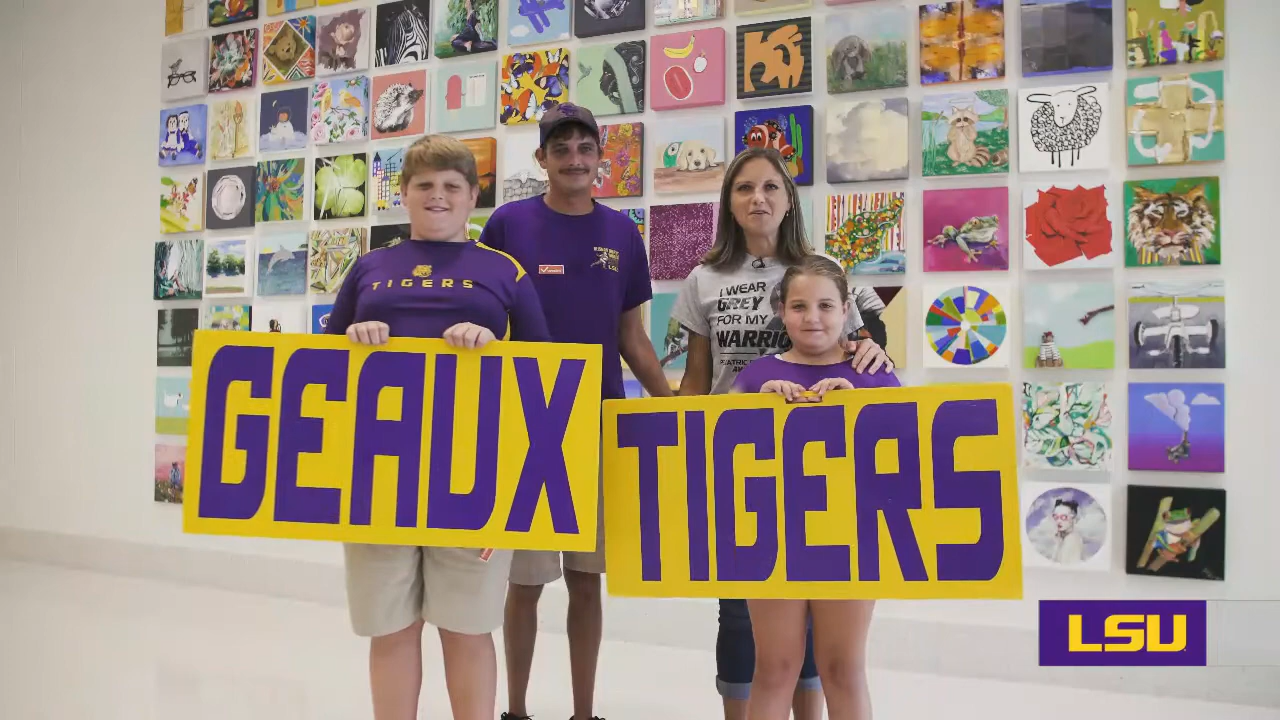 TIGERS
I WEAR
GREY
FOR MY
WARRIO
GEAUX
TIGERS
LSU